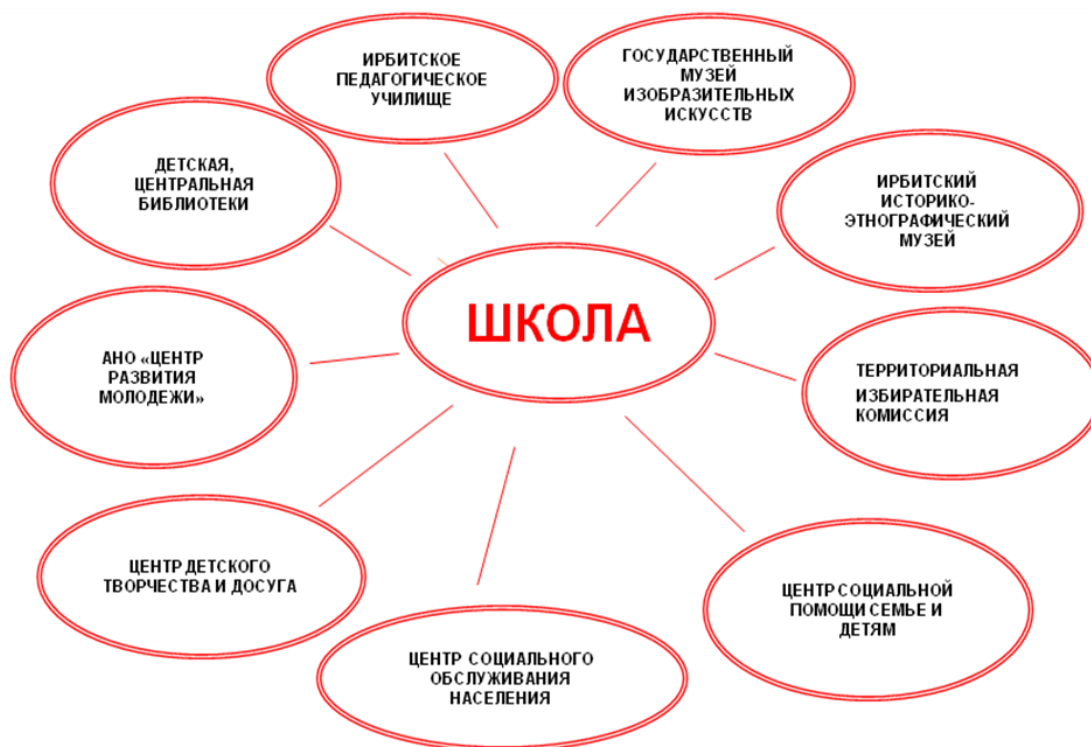 ИРБИТСКОЕ
ПЕДАГОГИЧЕСКОЕ
УЧИЛИЩЕ
ГОСУДАРСТВЕННЫЙ
МУЗЕЙ
ИЗОБРАЗИТЕЛЬНЫХ
ИСКУССТВ
ДЕТСКАЯ,
ЦЕНТРАЛЬНАЯ
БИБЛИОТЕКИ
ИРБИТСКИЙ
ИСТОРИКО-
ЭТНОГРАФИЧЕСКИЙ
МУЗЕЙ
ШКОЛА
АНО «ЦЕНТР
РАЗВИТИЯ
МОЛОДЕЖИ»
ТЕРРИТОРИАЛЬНАЯ
ИЗБИРАТЕЛЬНАЯ
КОМИССИЯ
ЦЕНТР ДЕТСКОГО
ТВОРЧЕСТВА И ДОСУГА
ЦЕНТР СОЦИАЛЬНОЙ
ПОМОЩИ СЕМЬЕ И
ДЕТЯМ
ЦЕНТР СОЦИАЛЬНОГО
ОБСЛУЖИВАНИЯ
НАСЕЛЕНИЯ